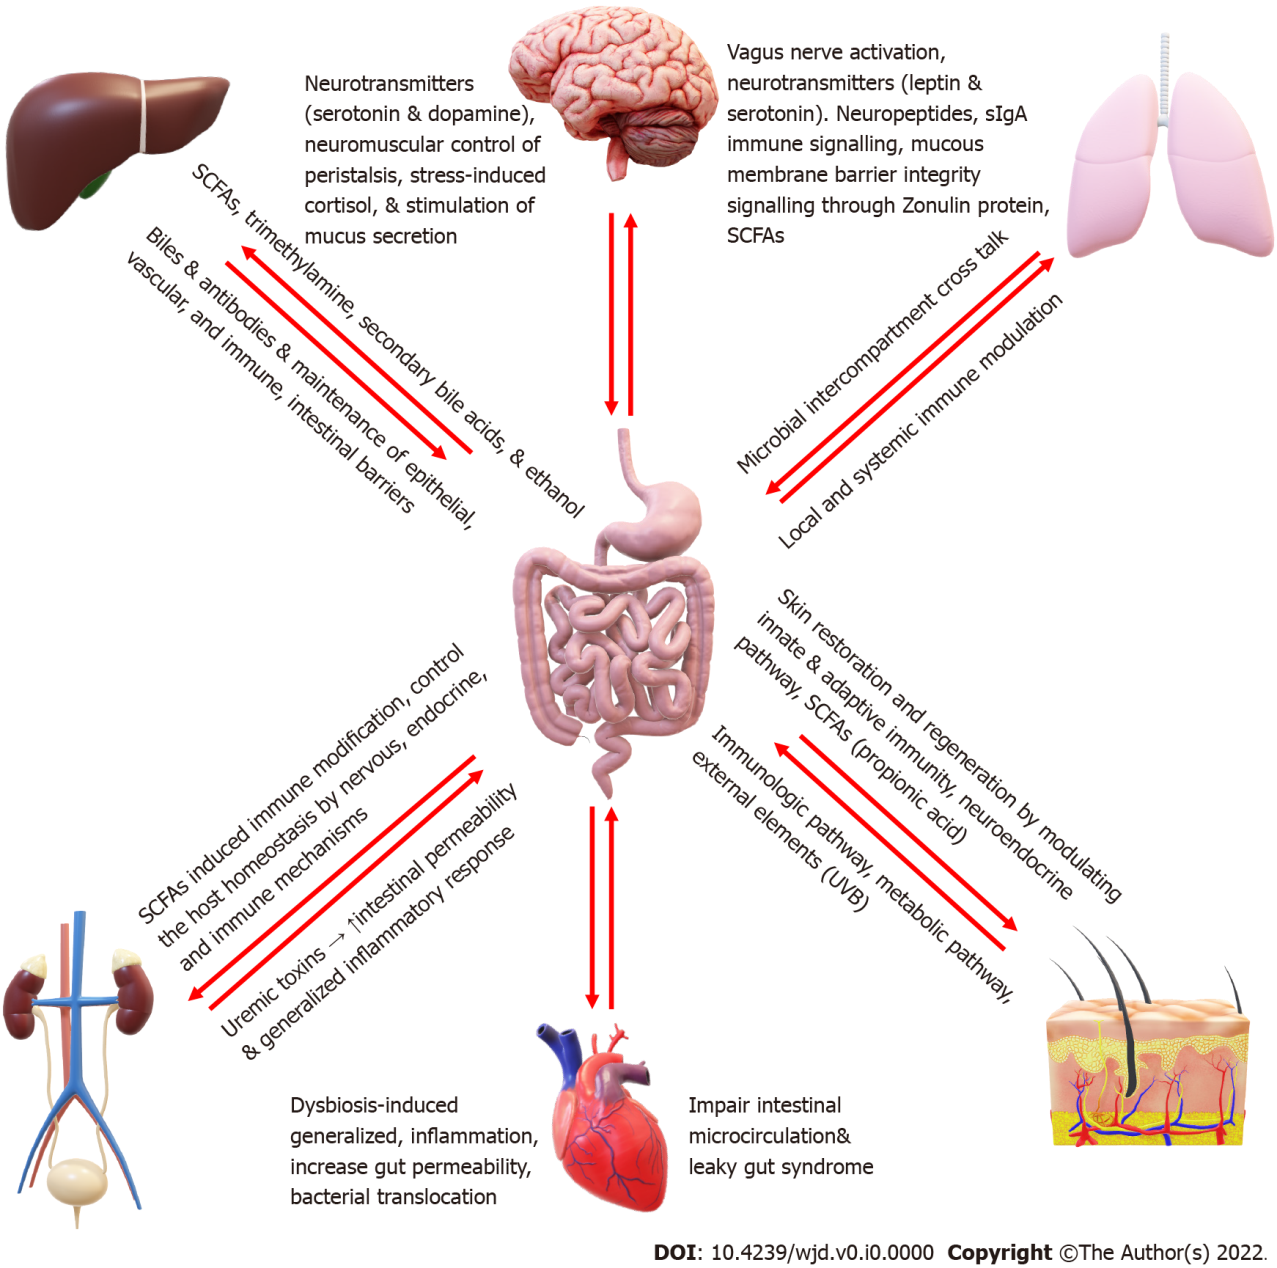 Neurotransmitters
(serotonin & dopamine),
neuromuscular control of
peristalsis, stress-induced
cortisol, & stimulation of
mucus secretion
Vagus nerve activation,
neurotransmitters (leptin &
serotonin). Neuropeptides, sIgA
immune signalling, mucous
membrane barrier integrity
signalling through Zonulin protein,
SCFAs
SCFAs, trimethylamine, secondary bile acids, & ethanol
Biles & antibodies & maintenance of epithelial,
vascular, and immune, intestinal barriers
Microbial intercompartment cross talk
Local and systemic immune modulation
Skin restoration and regeneration by modulating
innate & adaptive immunity, neuroendocrine
pathway, SCFAs (propionic acid)
Immunologic pathway, metabolic pathway,
external elements (UVB)
SCFAs induced immune modification, control
the host homeostasis by nervous, endocrine,
and immune mechanisms
Uremic toxins → ↑intestinal permeability
& generalized inflammatory response
Dysbiosis-induced
generalized, inflammation,
increase gut permeability,
bacterial translocation
Impair intestinal
microcirculation&
leaky gut syndrome
DOI: 10.4239/wjd.v0.i0.0000 Copyright ©The Author(s) 2022.